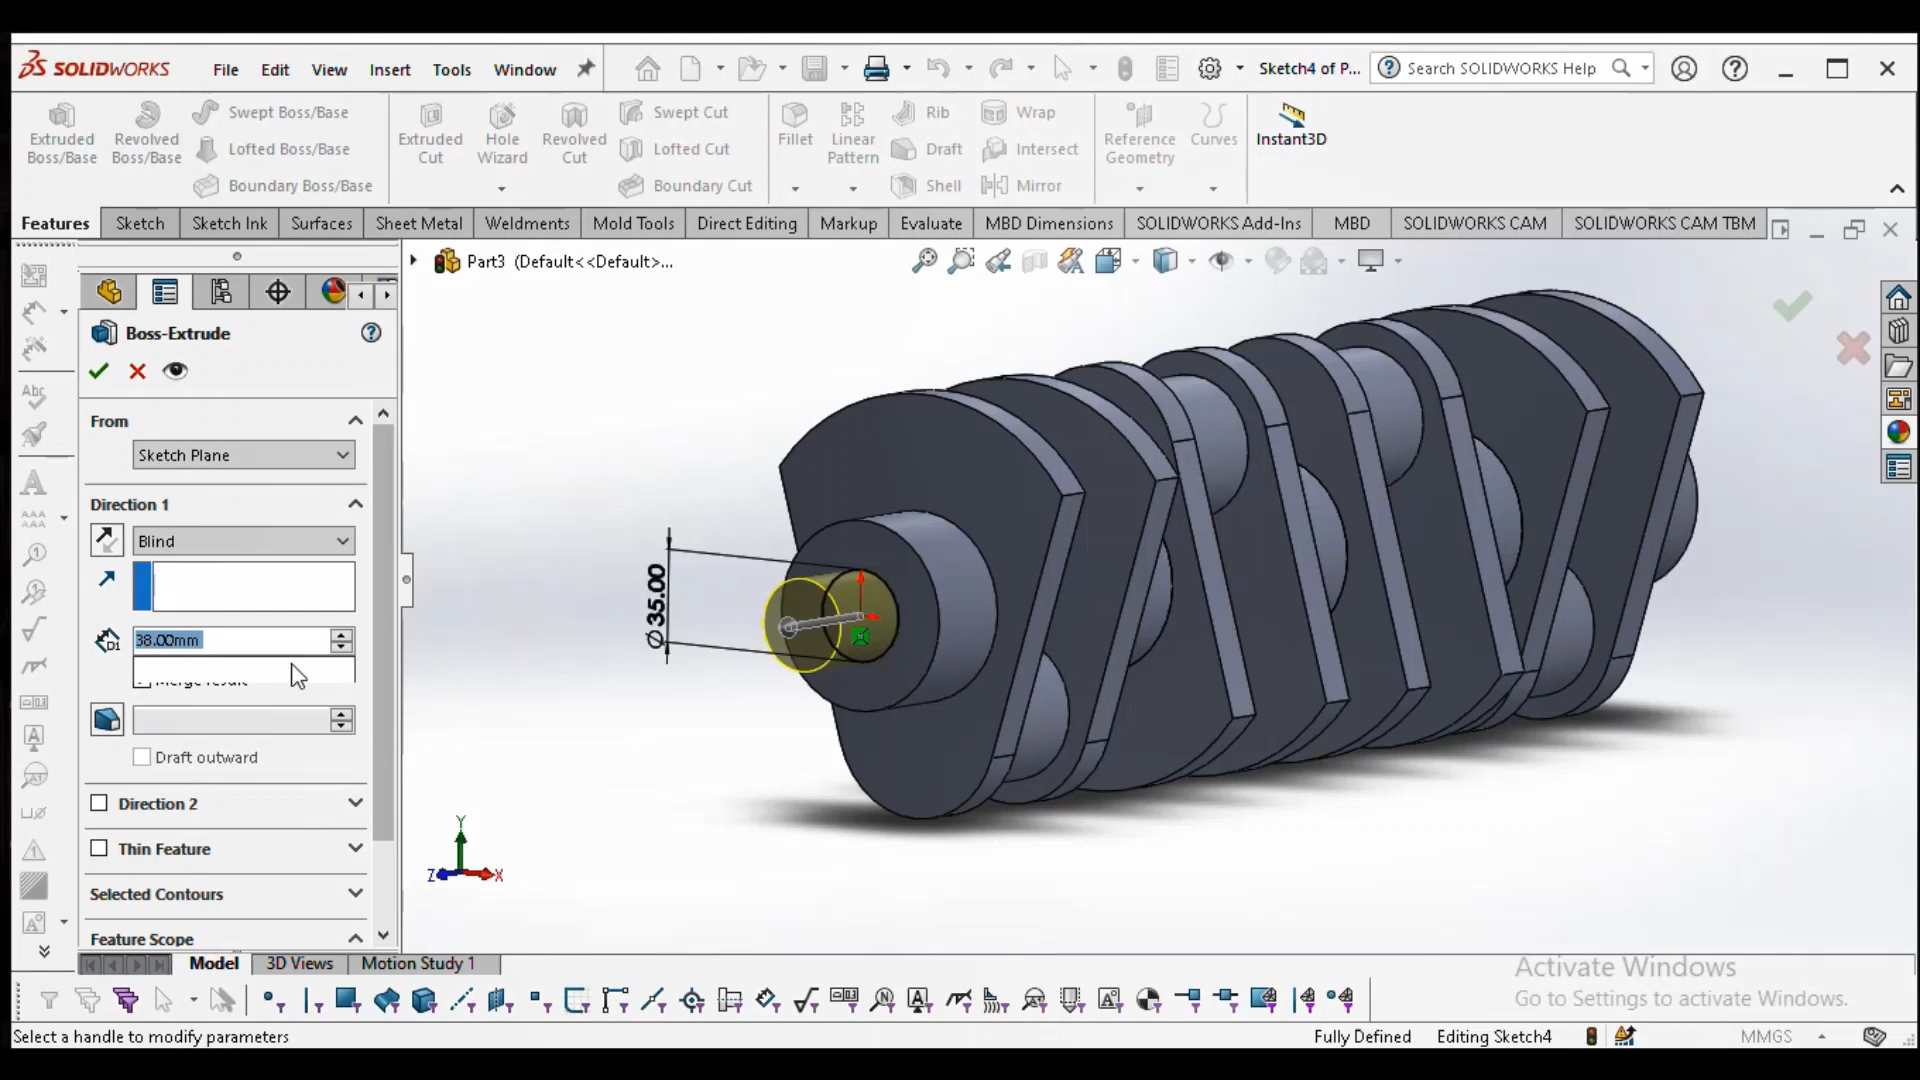 SOLIDWORKS File Edit View Insert Tools Window Sketch4 of P... Search SOLIDWORKS Help
Extruded Boss/Base
Revolved Boss/Base
Swept Boss/Base
Lofted Boss/Base
Boundary Boss/Base
Extruded Cut
Hole Wizard
Revolved Cut
Swept Cut
Lofted Cut
Boundary Cut
Fillet
Linear Pattern
Rib
Draft
Shell
Wrap
Intersect
Mirror
Reference Geometry
Curves
Instant3D
Features Sketch Sketch Ink Surfaces Sheet Metal Weldments Mold Tools Direct Editing Markup Evaluate MBD Dimensions SOLIDWORKS Add-Ins MBD SOLIDWORKS CAM SOLIDWORKS CAM TBM
Part3 (Default<<Default>...
Boss-Extrude
From
Sketch Plane
Direction 1
Blind
D1
38.00mm
Draft outward
Direction 2
Thin Feature
Selected Contours
Feature Scope
Ø35.00
Y
Z X
Model 3D Views Motion Study 1
Activate Windows
Go to Settings to activate Windows.
Select a handle to modify parameters Fully Defined Editing Sketch4 MMGS